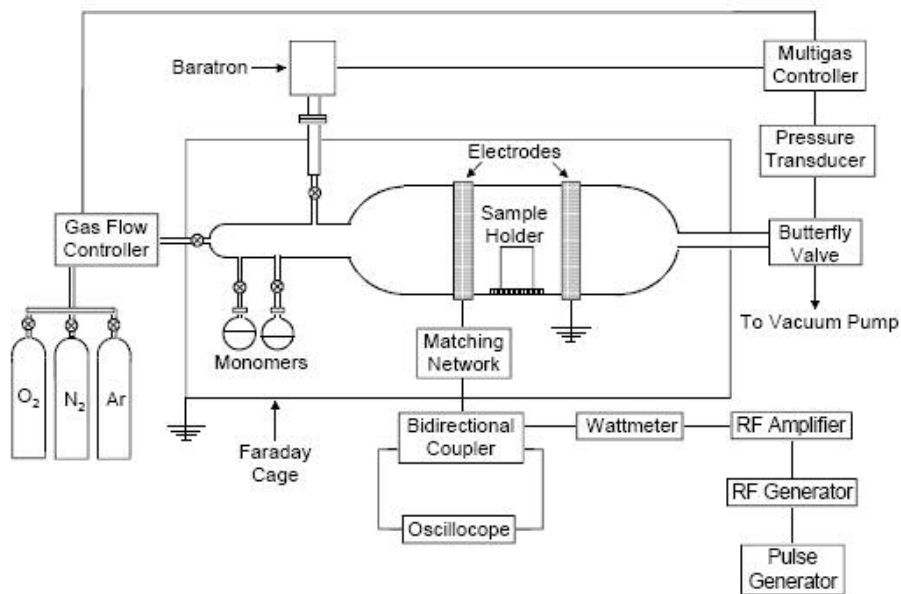 Baratron
Multigas
Controller
Pressure
Transducer
Electrodes
Gas Flow
Controller
Sample
Holder
Butterfly
Valve
To Vacuum Pump
Monomers
Matching
Network
O2
N2
Ar
Faraday
Cage
Bidirectional
Coupler
Wattmeter
RF Amplifier
RF Generator
Oscillocope
Pulse
Generator